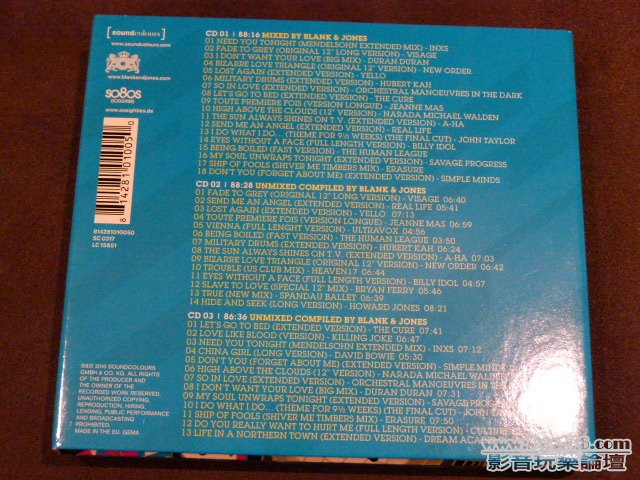 [soundcolours]
www.soundcolours.com
www.blankandjones.de
so8os
(SOEIGHTIES)
www.soeighties.de
8 14281 01005 0
814281010050
SC 0317
LC 15651
℗© 2010 SOUNDCOLOURS
GMBH & CO. KG. ALL RIGHTS
OF THE PRODUCER AND
THE OWNER OF THE
RECORDED WORK RESERVED.
UNAUTHORIZED COPYING,
REPRODUCTION, HIRING,
LENDING, PUBLIC PERFORMANCE
AND BROADCASTING
PROHIBITED.
MADE IN THE EU. GEMA
CD 01 | 88:16 MIXED BY BLANK & JONES
01 NEED YOU TONIGHT (MENDELSOHN EXTENDED MIX) - INXS
02 FADE TO GREY (ORIGINAL 12" LONG VERSION) - VISAGE
03 I DON'T WANT YOUR LOVE (BIG MIX) - DURAN DURAN
04 BIZARRE LOVE TRIANGLE (ORIGINAL 12" VERSION) - NEW ORDER
05 LOST AGAIN (EXTENDED VERSION) - YELLO
06 MILITARY DRUMS (EXTENDED VERSION) - HUBERT KAH
07 SO IN LOVE (EXTENDED VERSION) - ORCHESTRAL MANOEUVRES IN THE DARK
08 LET'S GO TO BED (EXTENDED VERSION) - THE CURE
09 TOUTE PREMIERE FOIS (VERSION LONGUE) - JEANNE MAS
10 HIGH ABOVE THE CLOUDS (12" VERSION) - NARADA MICHAEL WALDEN
11 THE SUN ALWAYS SHINES ON T.V. (EXTENDED VERSION) - A-HA
12 SEND ME AN ANGEL (EXTENDED VERSION) - REAL LIFE
13 I DO WHAT I DO... (THEME FOR 9½ WEEKS) (THE FINAL CUT) - JOHN TAYLOR
14 EYES WITHOUT A FACE (FULL LENGTH VERSION) - BILLY IDOL
15 BEING BOILED (FAST VERSION) - THE HUMAN LEAGUE
16 MY SOUL UNWRAPS TONIGHT (EXTENDED VERSION) - SAVAGE PROGRESS
17 SHIP OF FOOLS (SHIVER ME TIMBERS MIX) - ERASURE
18 DON'T YOU (FORGET ABOUT ME) (EXTENDED VERSION) - SIMPLE MINDS
CD 02 | 88:28 UNMIXED COMPILED BY BLANK & JONES
01 FADE TO GREY (ORIGINAL 12" LONG VERSION) - VISAGE 06:40
02 SEND ME AN ANGEL (EXTENDED VERSION) - REAL LIFE 05:41
03 LOST AGAIN (EXTENDED VERSION) - YELLO 07:13
04 TOUTE PREMIERE FOIS (VERSION LONGUE) - JEANNE MAS 06:59
05 VIENNA (FULL LENGHT VERSION) - ULTRAVOX 04:56
06 BEING BOILED (FAST VERSION) - THE HUMAN LEAGUE 03:50
07 MILITARY DRUMS (EXTENDED VERSION) - HUBERT KAH 06:24
08 THE SUN ALWAYS SHINES ON T.V. (EXTENDED VERSION) - A-HA 07:03
09 BIZARRE LOVE TRIANGLE (ORIGINAL 12" VERSION) - NEW ORDER 06:42
10 TROUBLE (US CLUB MIX) - HEAVEN 17 06:44
11 EYES WITHOUT A FACE (FULL LENGTH VERSION) - BILLY IDOL 04:57
12 SLAVE TO LOVE (SPECIAL 12" MIX) - BRYAN FERRY 05:46
13 TRUE (NEW MIX) - SPANDAU BALLET 06:14
14 HIDE AND SEEK (LONG VERSION) - HOWARD JONES 08:21
CD 03 | 86:36 UNMIXED COMPILED BY BLANK & JONES
01 LET'S GO TO BED (EXTENDED VERSION) - THE CURE 07:41
02 LOVE LIKE BLOOD (VERSION) - KILLING JOKE 06:47
03 NEED YOU TONIGHT (MENDELSOHN EXTENDED MIX) - INXS 07:12
04 CHINA GIRL (LONG VERSION) - DAVID BOWIE 05:30
05 DON'T YOU (FORGET ABOUT ME) (EXTENDED VERSION) - SIMPLE MINDS
06 HIGH ABOVE THE CLOUDS (12" VERSION) - NARADA MICHAEL
07 SO IN LOVE (EXTENDED VERSION) - ORCHESTRAL MANOEUVRES IN THE
08 I DON'T WANT YOUR LOVE (BIG MIX) - DURAN DURAN 07:31
09 MY SOUL UNWRAPS TONIGHT (EXTENDED VERSION) - SAVAGE
10 I DO WHAT I DO... (THEME FOR 9½ WEEKS) (THE FINAL CUT) - JOHN
11 SHIP OF FOOLS (SHIVER ME TIMBERS MIX) - ERASURE 07:50
12 DO YOU REALLY WANT TO HURT ME (FULL LENGTH VERSION) - CULTURE
13 LIFE IN A NORTHERN TOWN (EXTENDED VERSION) - DREAM
影音玩樂論壇